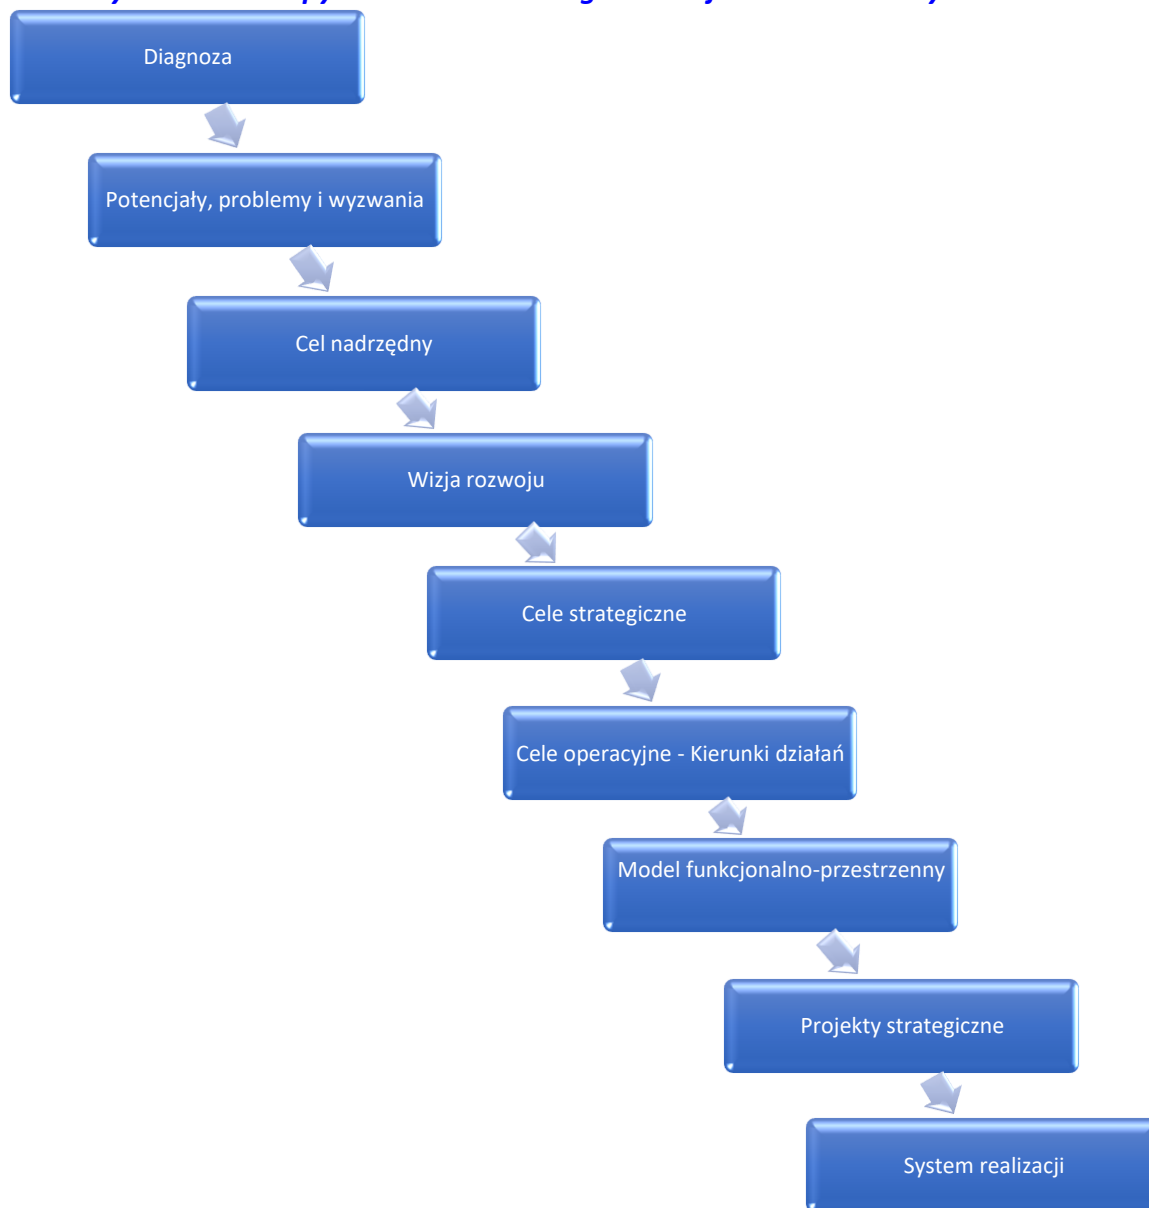 Diagnoza
Potencjały, problemy i wyzwania
Cel nadrzędny
Wizja rozwoju
Cele strategiczne
Cele operacyjne - Kierunki działań
Model funkcjonalno-przestrzenny
Projekty strategiczne
System realizacji